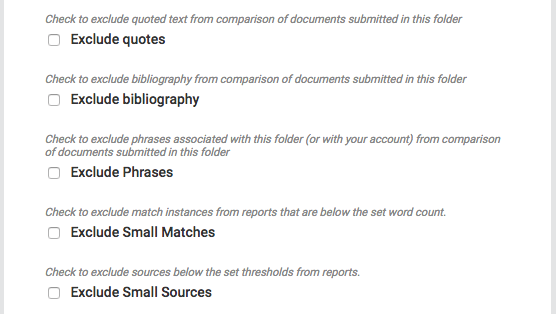 Check to exclude quoted text from comparison of documents submitted in this folder
Exclude quotes
Check to exclude bibliography from comparison of documents submitted in this folder
Exclude bibliography
Check to exclude phrases associated with this folder (or with your account) from comparison
of documents submitted in this folder
Exclude Phrases
Check to exclude match instances from reports that are below the set word count.
Exclude Small Matches
Check to exclude sources below the set thresholds from reports.
Exclude Small Sources